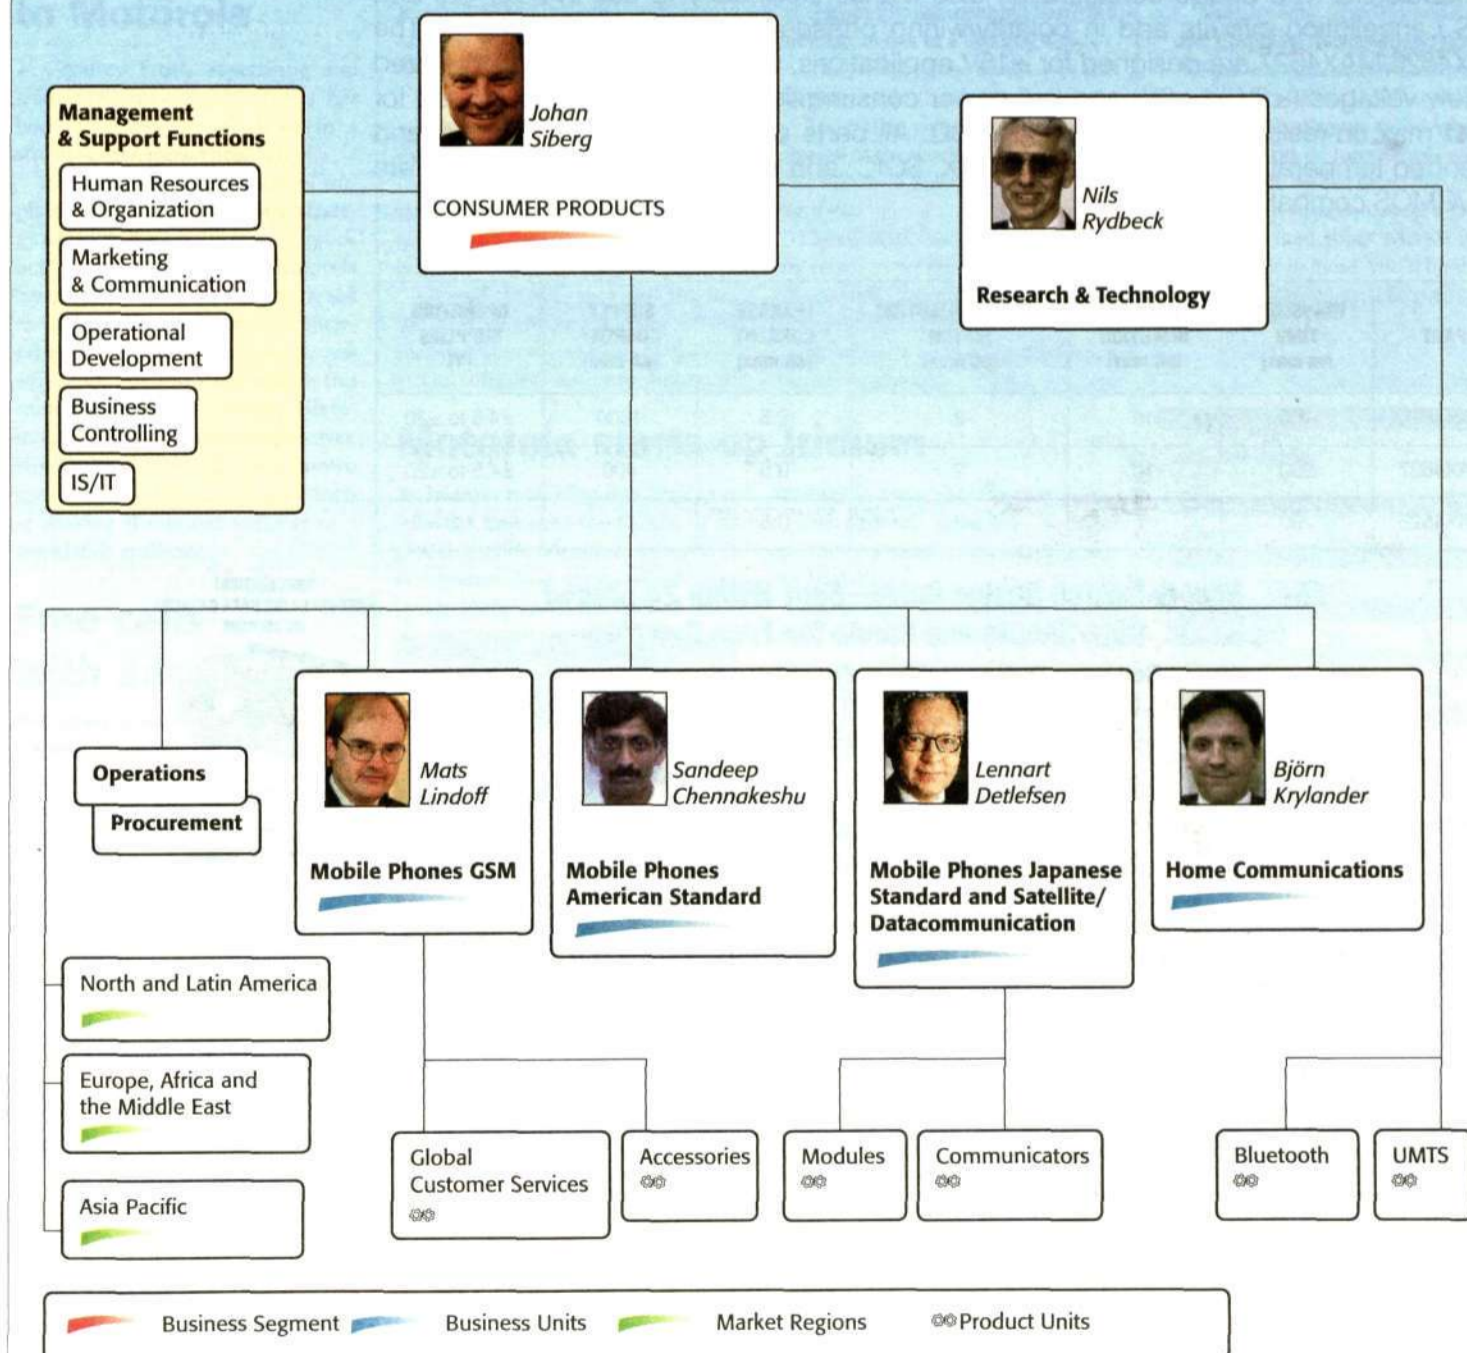 Johan
Siberg
CONSUMER PRODUCTS
Nils
Rydbeck
Research & Technology
Management
& Support Functions
Human Resources
& Organization
Marketing
& Communication
Operational
Development
Business
Controlling
IS/IT
Operations
Procurement
Mats
Lindoff
Mobile Phones GSM
Sandeep
Chennakeshu
Mobile Phones
American Standard
Lennart
Detlefsen
Mobile Phones Japanese
Standard and Satellite/
Datacommunication
Björn
Krylander
Home Communications
North and Latin America
Europe, Africa and
the Middle East
Asia Pacific
Global
Customer Services
Accessories
Modules
Communicators
Bluetooth
UMTS
Business Segment
Business Units
Market Regions
Product Units